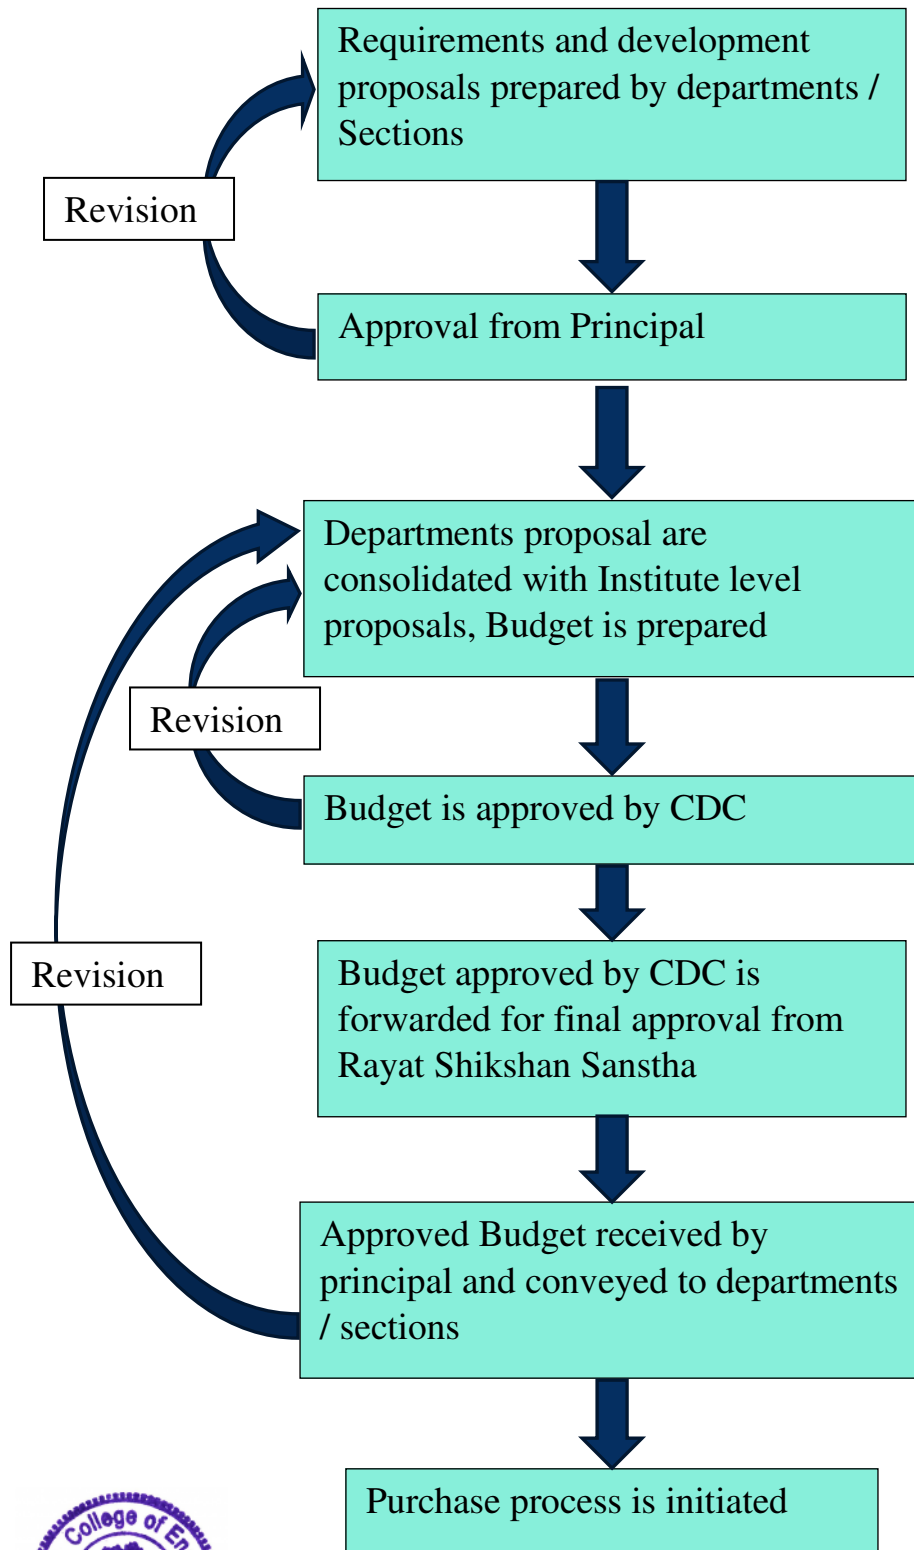 Requirements and development
proposals prepared by departments /
Sections
Revision
Approval from Principal
Departments proposal are
consolidated with Institute level
proposals, Budget is prepared
Revision
Budget is approved by CDC
Revision
Budget approved by CDC is
forwarded for final approval from
Rayat Shikshan Sanstha
Approved Budget received by
principal and conveyed to departments
/ sections
Purchase process is initiated
College of